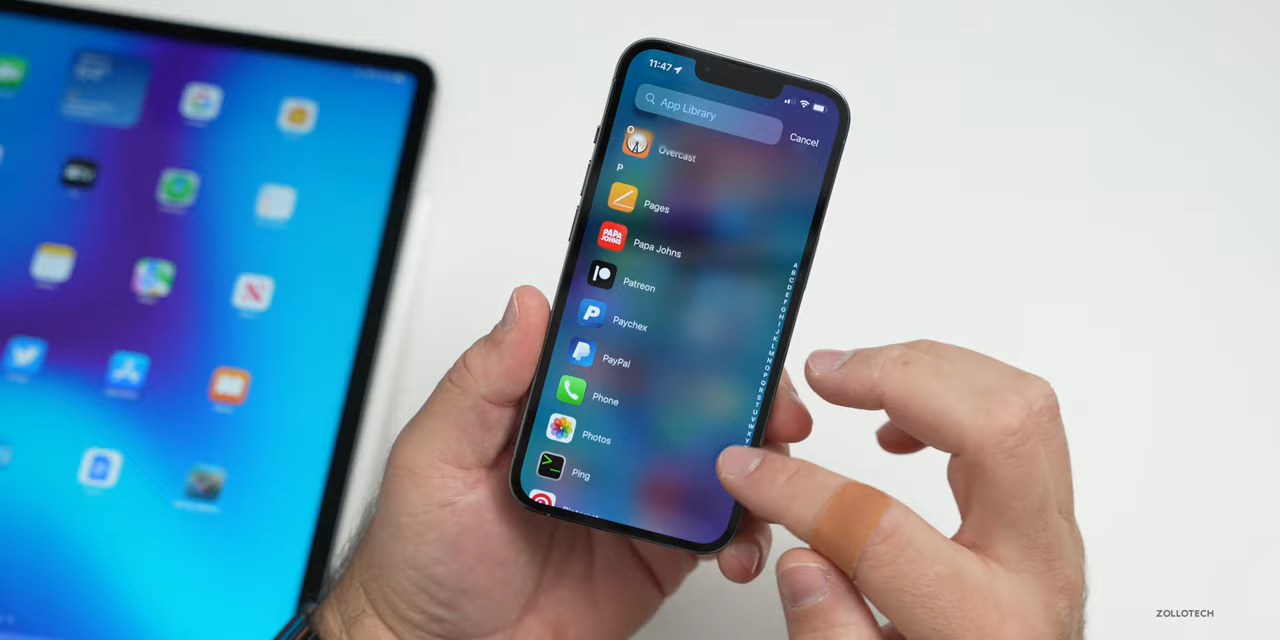 11:47
App Library
Cancel
O
Overcast
P
Pages
PAPA JOHNS
Papa Johns
Patreon
Paychex
PayPal
Phone
Photos
Ping
A
B
C
D
E
F
G
H
I
J
K
L
M
N
O
P
Q
R
S
T
U
V
W
X
Y
ZOLLOTECH